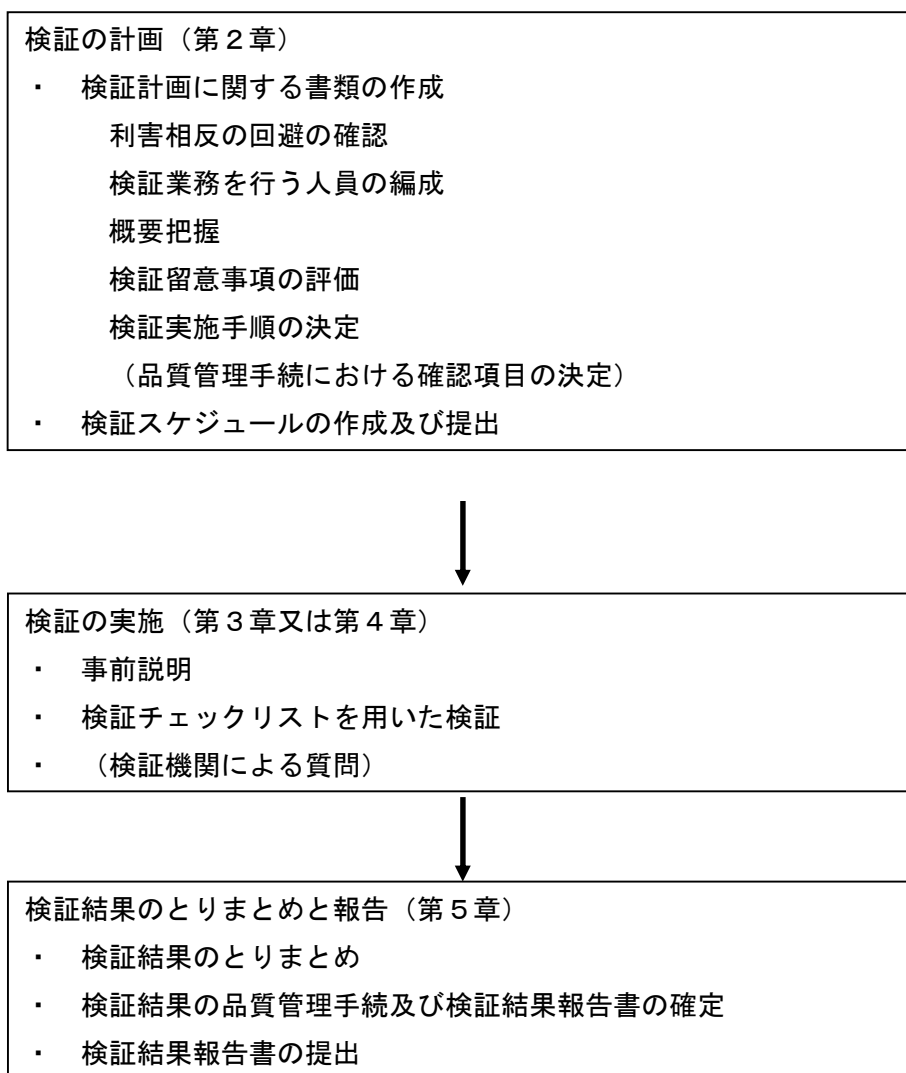 検証の計画（第２章）
・　検証計画に関する書類の作成
利害相反の回避の確認
検証業務を行う人員の編成
概要把握
検証留意事項の評価
検証実施手順の決定
（品質管理手続における確認項目の決定）
・　検証スケジュールの作成及び提出
検証の実施（第３章又は第４章）
・　事前説明
・　検証チェックリストを用いた検証
・　（検証機関による質問）
検証結果のとりまとめと報告（第５章）
・　検証結果のとりまとめ
・　検証結果の品質管理手続及び検証結果報告書の確定
・　検証結果報告書の提出